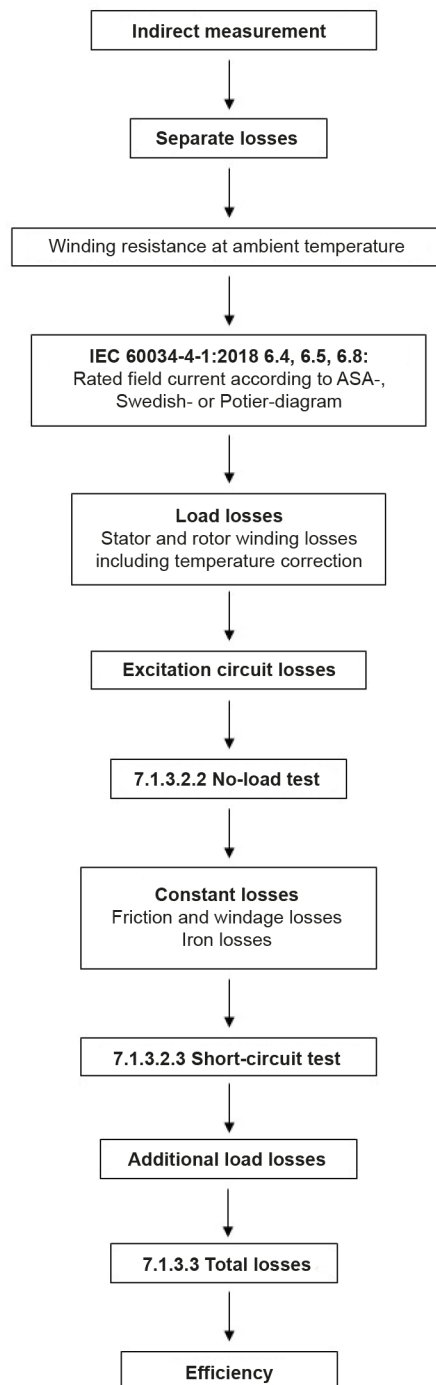 Indirect measurement
Separate losses
Winding resistance at ambient temperature
IEC 60034-4-1:2018 6.4, 6.5, 6.8:
Rated field current according to ASA-,
Swedish- or Potier-diagram
Load losses
Stator and rotor winding losses
including temperature correction
Excitation circuit losses
7.1.3.2.2 No-load test
Constant losses
Friction and windage losses
Iron losses
7.1.3.2.3 Short-circuit test
Additional load losses
7.1.3.3 Total losses
Efficiency